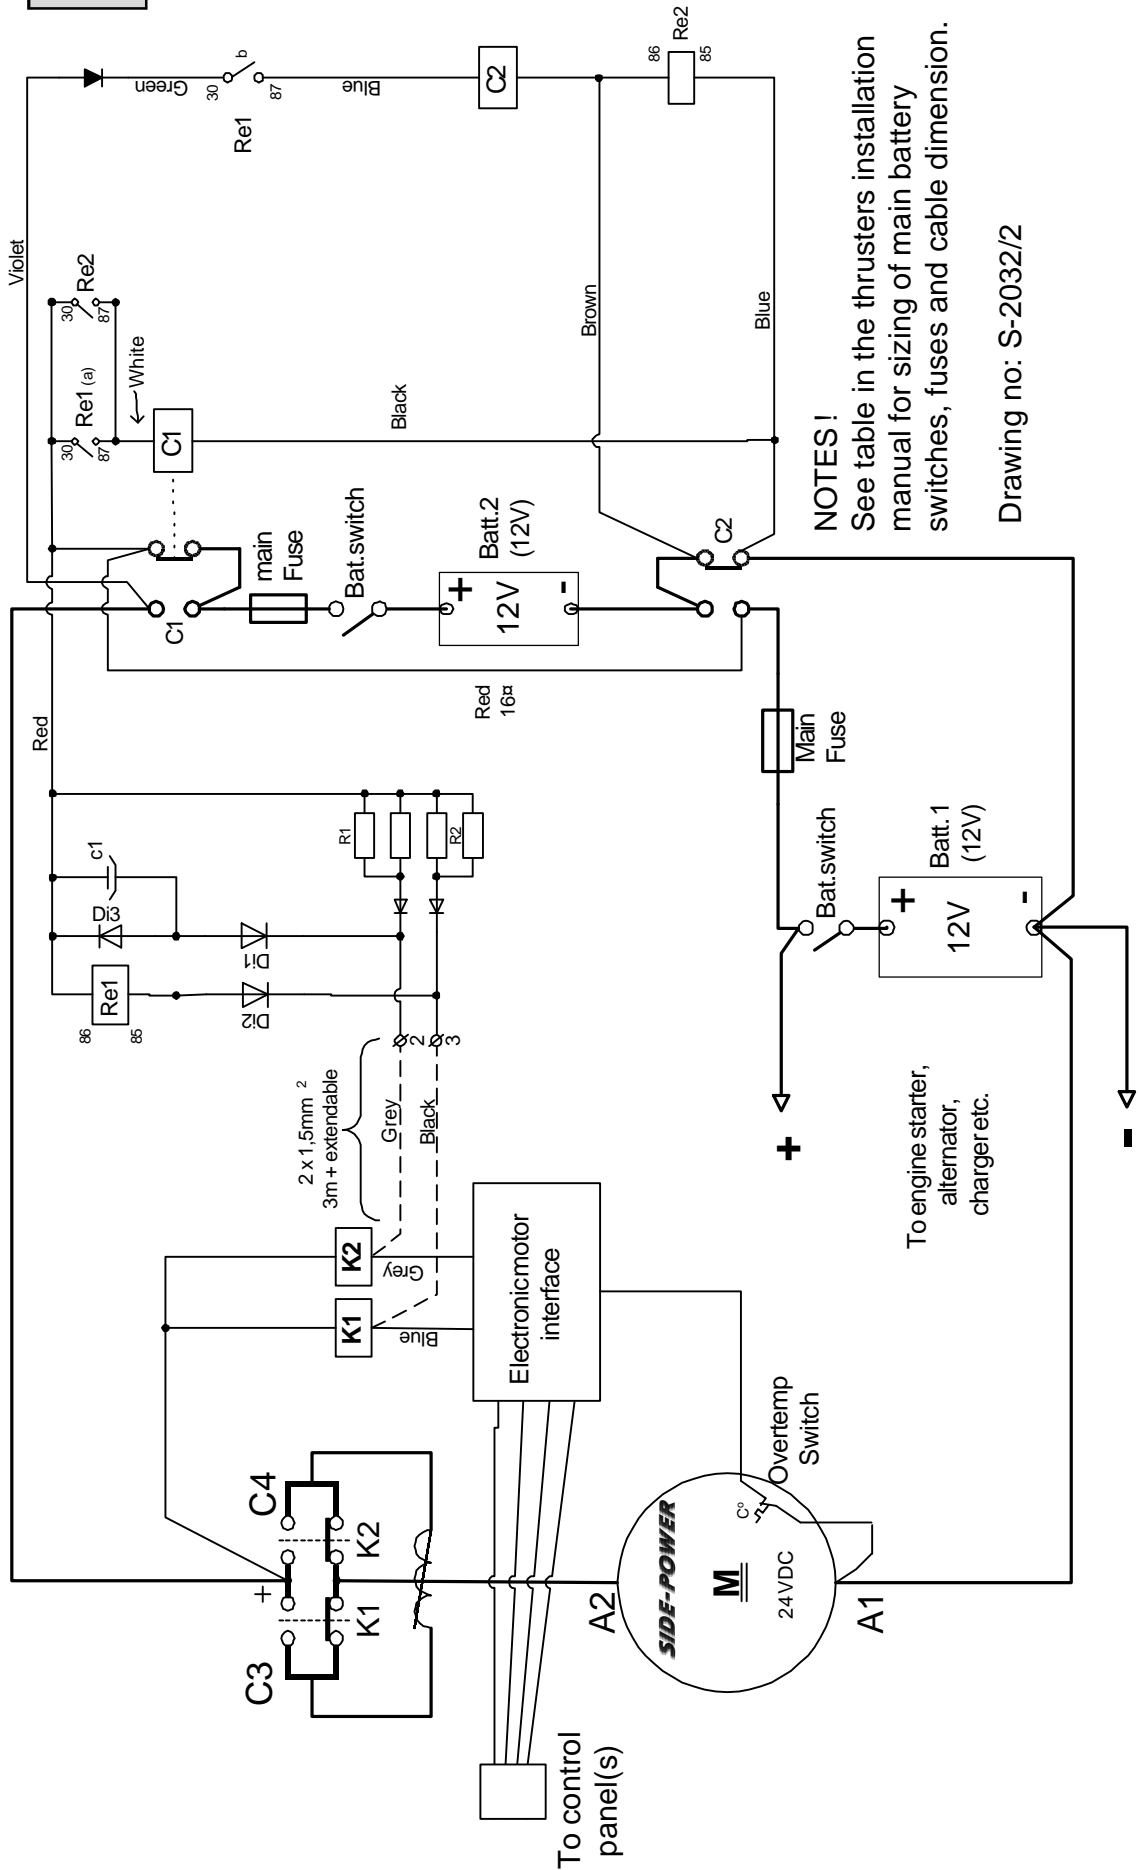 Violet
Red
Re1 (a)
30
87
Re2
30
87
White
C1
Black
Green
30
b
87
Re1
Blue
C2
86
Re2
85
Brown
Blue
C1
main
Fuse
Bat.switch
+
12V
-
Batt.2
(12V)
C2
Red
16¤
Main
Fuse
Bat.switch
+
12V
-
Batt. 1
(12V)
c1
Di3
Di1
Re1
86
85
Di2
R1
R2
2
3
2 x 1,5mm 2
3m + extendable
Grey
Black
K2
Grey
K1
Blue
Electronic motor
interface
+
-
To engine starter,
alternator,
charger etc.
C3
C4
+
K1
K2
A2
SIDE-POWER
M
24VDC
C°
Overtemp
Switch
A1
To control
panel(s)
NOTES !
See table in the thrusters installation
manual for sizing of main battery
switches, fuses and cable dimension.
Drawing no: S-2032/2